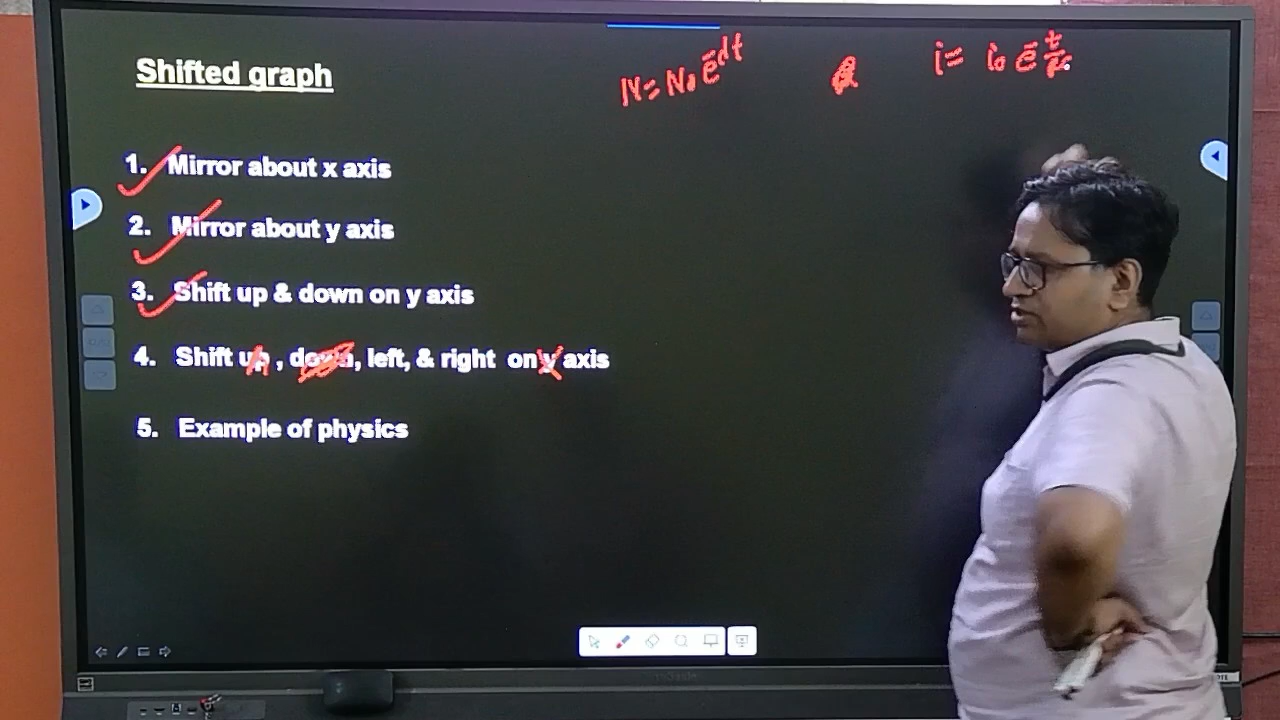 Shifted graph
N = N₀ e^-dt
i = i₀ e^-t/
1. Mirror about x axis
2. Mirror about y axis
3. Shift up & down on y axis
4. Shift up , down, left, & right on x axis
5. Example of physics